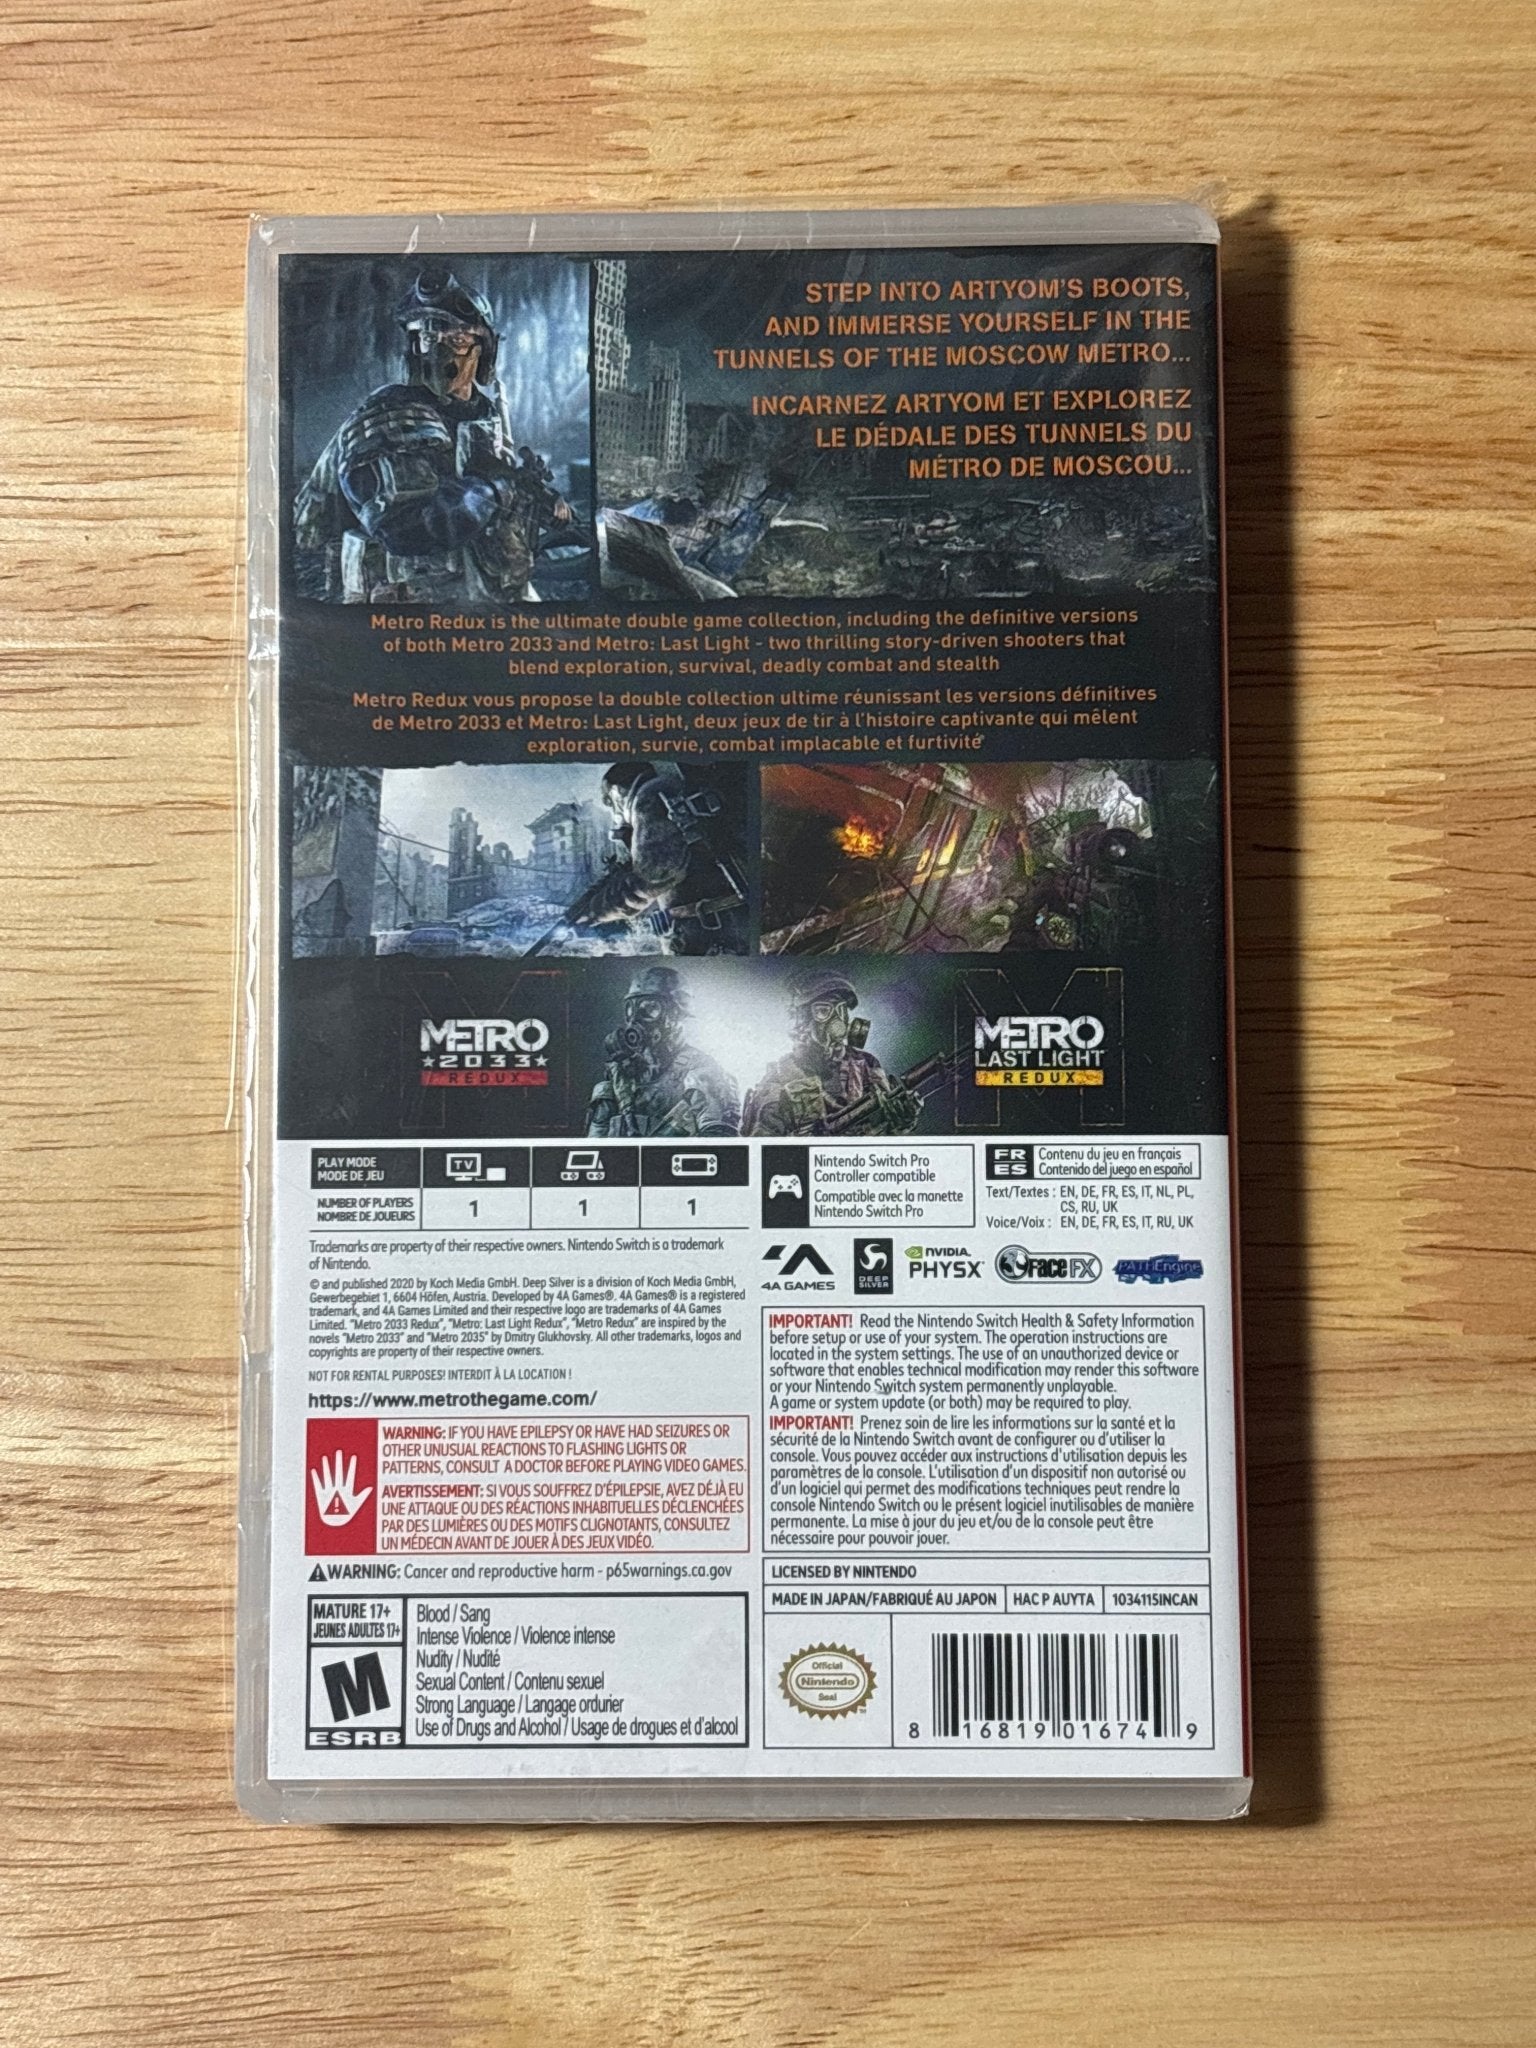 STEP INTO ARTYOM'S BOOTS,
AND IMMERSE YOURSELF IN THE
TUNNELS OF THE MOSCOW METRO...
INCARNEZ ARTYOM ET EXPLOREZ
LE DÉDALE DES TUNNELS DU
MÉTRO DE MOSCOU...
Metro Redux is the ultimate double game collection, including the definitive versions
of both Metro 2033 and Metro: Last Light - two thrilling story-driven shooters that
blend exploration, survival, deadly combat and stealth
Metro Redux vous propose la double collection ultime réunissant les versions définitives
de Metro 2033 et Metro: Last Light, deux jeux de tir à l'histoire captivante qui mêlent
exploration, survie, combat implacable et furtivité
METRO
2033
REDUX
METRO
LAST LIGHT
REDUX
PLAY MODE
MODE DE JEU
TV
NUMBER OF PLAYERS
NOMBRE DE JOUEURS
1
1
1
Nintendo Switch Pro
Controller compatible
Compatible avec la manette
Nintendo Switch Pro
FR
ES
Contenu du jeu en français
Contenido del juego en español
Text/Textes : EN, DE, FR, ES, IT, NL, PL,
CS, RU, UK
Voice/Voix : EN, DE, FR, ES, IT, RU, UK
Trademarks are property of their respective owners. Nintendo Switch is a trademark
of Nintendo.
© and published 2020 by Koch Media GmbH. Deep Silver is a division of Koch Media GmbH,
Gewerbegebiet 1, 6604 Höfen, Austria. Developed by 4A Games®. 4A Games® is a registered
trademark, and 4A Games Limited and their respective logo are trademarks of 4A Games
Limited. "Metro 2033 Redux", "Metro: Last Light Redux", "Metro Redux" are inspired by the
novels "Metro 2033" and "Metro 2035" by Dmitry Glukhovsky. All other trademarks, logos and
copyrights are property of their respective owners.
NOT FOR RENTAL PURPOSES! INTERDIT À LA LOCATION !
https://www.metrothegame.com/
4A GAMES
DEEP
SILVER
NVIDIA.
PHYSX
FaceFX
PATHEngine
WARNING: IF YOU HAVE EPILEPSY OR HAVE HAD SEIZURES OR
OTHER UNUSUAL REACTIONS TO FLASHING LIGHTS OR
PATTERNS, CONSULT A DOCTOR BEFORE PLAYING VIDEO GAMES.
AVERTISSEMENT: SI VOUS SOUFFREZ D'ÉPILEPSIE, AVEZ DÉJÀ EU
UNE ATTAQUE OU DES RÉACTIONS INHABITUELLES DÉCLENCHÉES
PAR DES LUMIÈRES OU DES MOTIFS CLIGNOTANTS, CONSULTEZ
UN MÉDECIN AVANT DE JOUER À DES JEUX VIDÉO.
WARNING: Cancer and reproductive harm - p65warnings.ca.gov
IMPORTANT! Read the Nintendo Switch Health & Safety Information
before setup or use of your system. The operation instructions are
located in the system settings. The use of an unauthorized device or
software that enables technical modification may render this software
or your Nintendo Switch system permanently unplayable.
A game or system update (or both) may be required to play.
IMPORTANT! Prenez soin de lire les informations sur la santé et la
sécurité de la Nintendo Switch avant de configurer ou d'utiliser la
console. Vous pouvez accéder aux instructions d'utilisation depuis les
paramètres de la console. L'utilisation d'un dispositif non autorisé ou
d'un logiciel qui permet des modifications techniques peut rendre la
console Nintendo Switch ou le présent logiciel inutilisables de manière
permanente. La mise à jour du jeu et/ou de la console peut être
nécessaire pour pouvoir jouer.
MATURE 17+
JEUNES ADULTES 17+
M
ESRB
Blood / Sang
Intense Violence / Violence intense
Nudity / Nudité
Sexual Content / Contenu sexuel
Strong Language / Langage ordurier
Use of Drugs and Alcohol / Usage de drogues et d'alcool
LICENSED BY NINTENDO
MADE IN JAPAN/FABRIQUÉ AU JAPON
HAC P AUYTA
1034115INCAN
Official
Nintendo
Seal
8 16819 01674 9